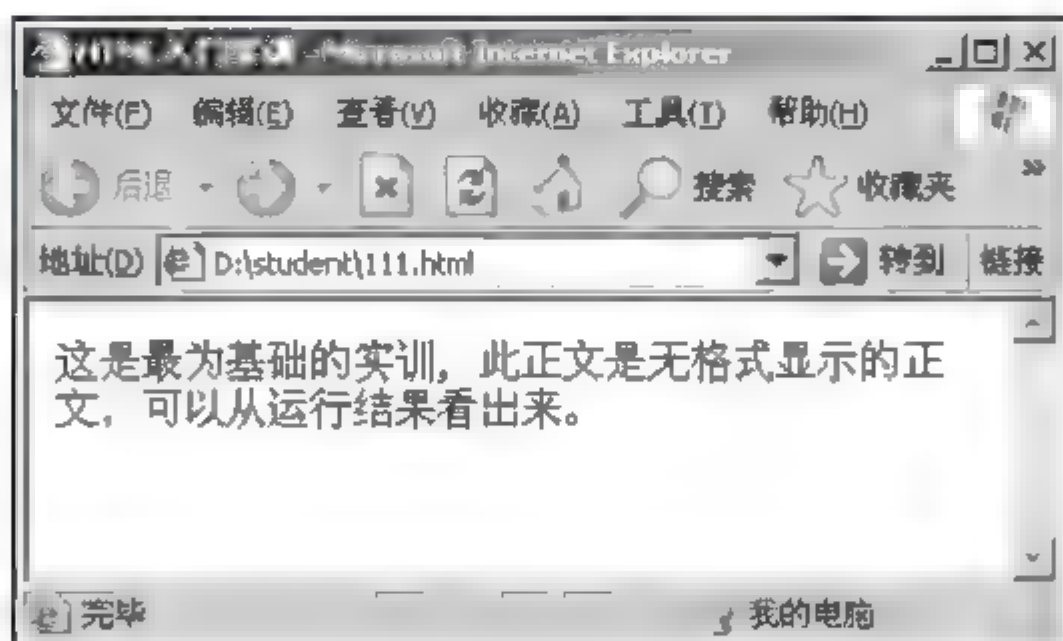 Microsoft Internet Explorer
文件(F) 编辑(E) 查看(V) 收藏(A) 工具(T) 帮助(H)
后退 搜索 收藏夹 »
地址(D) D:\student\111.html 转到 链接
这是最为基础的实训，此正文是无格式显示的正
文，可以从运行结果看出来。
完毕 我的电脑